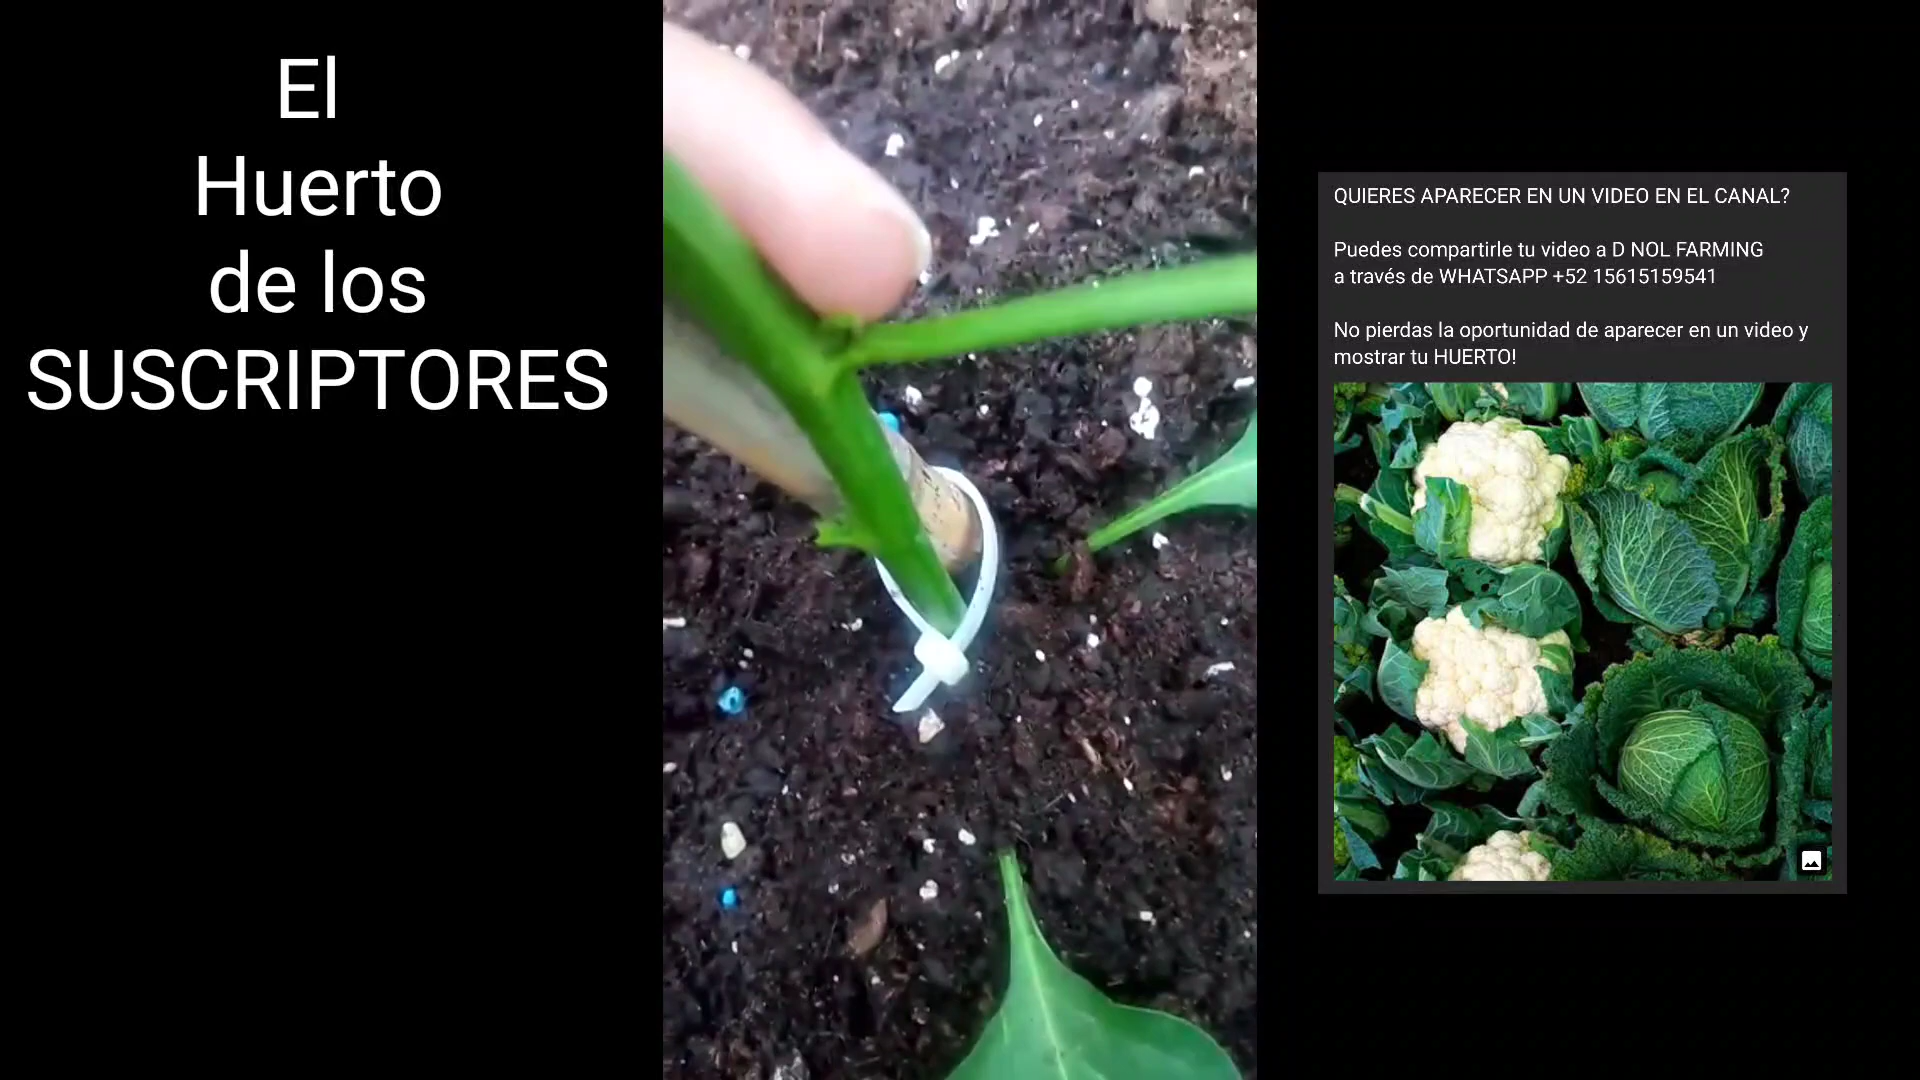 El
Huerto
de los
SUSCRIPTORES
QUIERES APARECER EN UN VIDEO EN EL CANAL?
Puedes compartirle tu video a D NOL FARMING
a través de WHATSAPP +52 15615159541
No pierdas la oportunidad de aparecer en un video y
mostrar tu HUERTO!